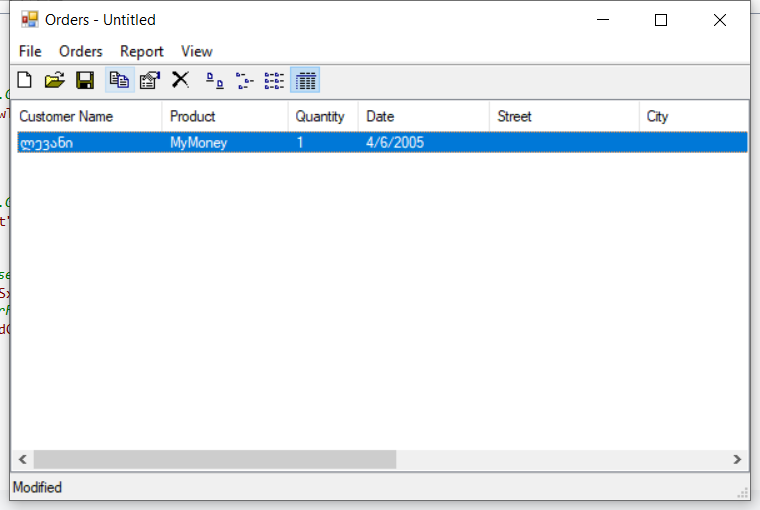 Orders - Untitled
File Orders Report View
Customer Name Product Quantity Date Street City
ლევანი MyMoney 1 4/6/2005
Modified